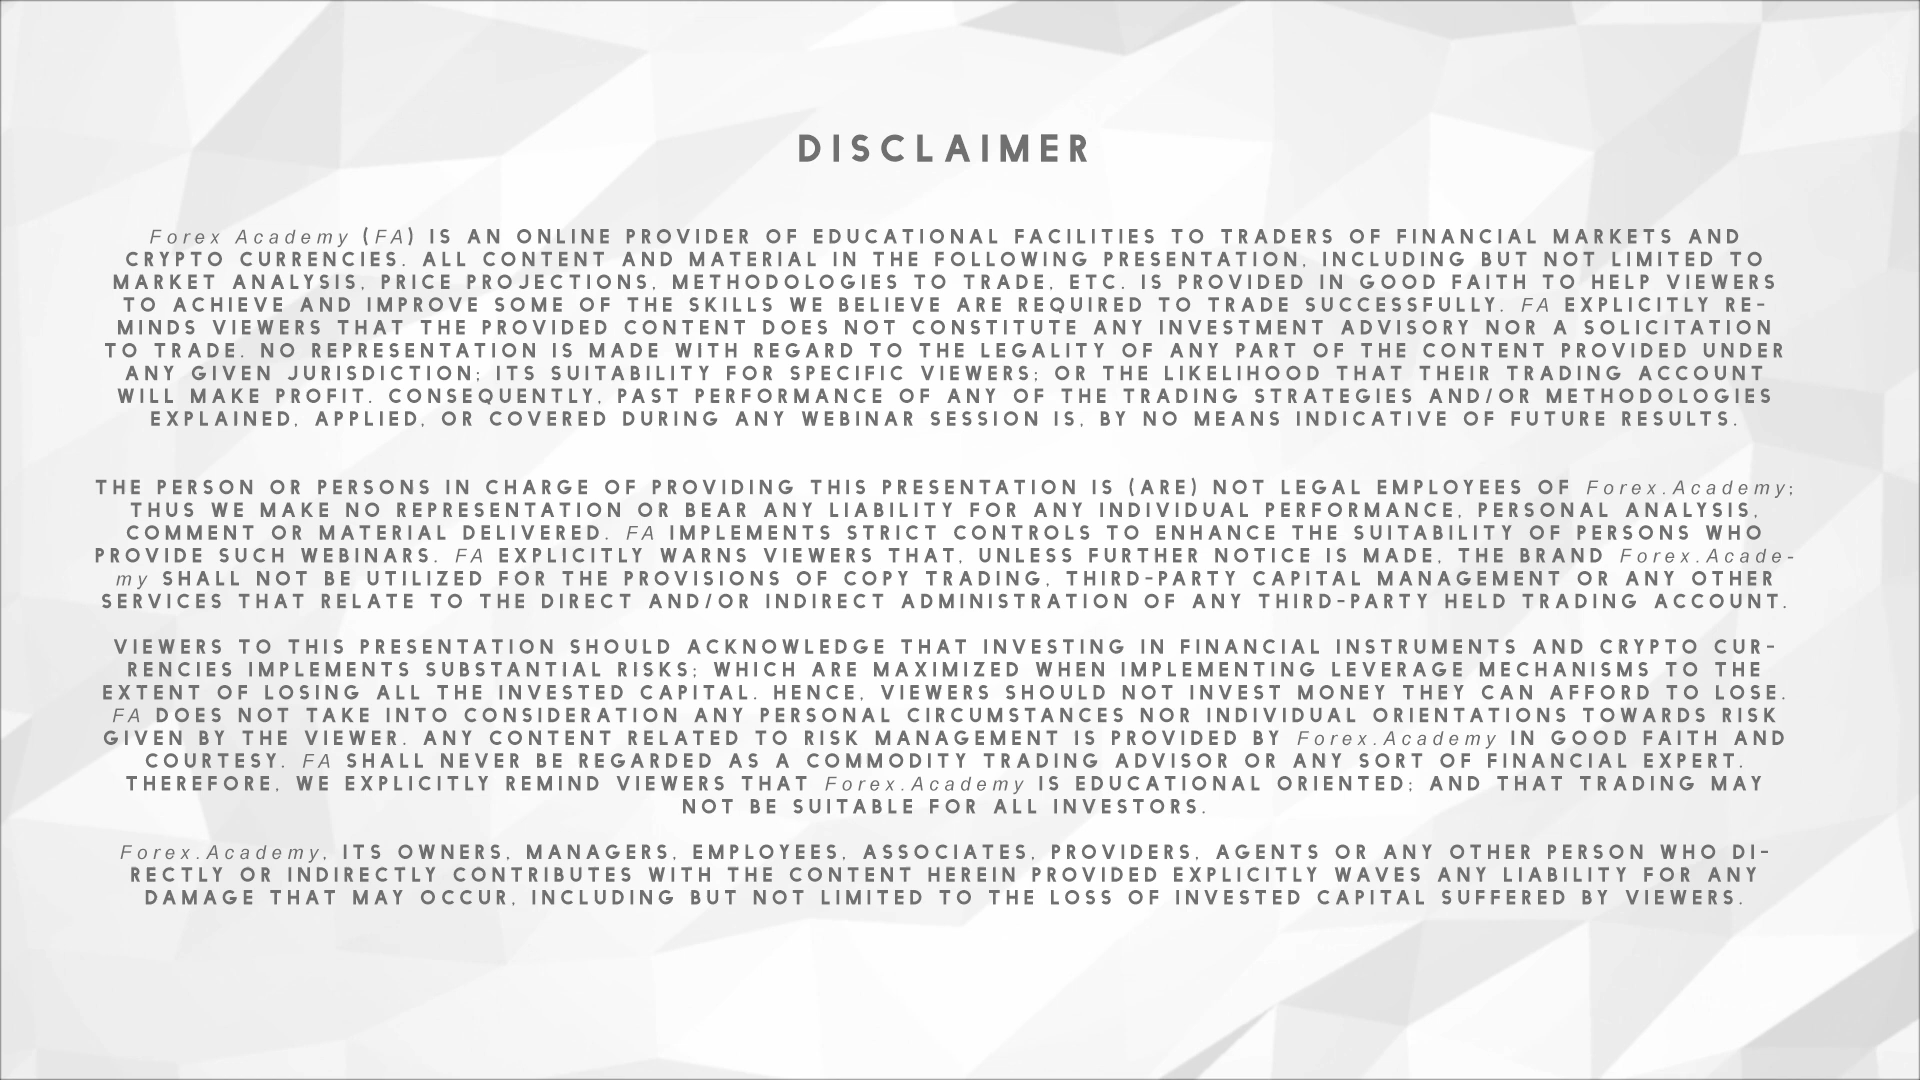 DISCLAIMER
Forex Academy (FA) IS AN ONLINE PROVIDER OF EDUCATIONAL FACILITIES TO TRADERS OF FINANCIAL MARKETS AND
CRYPTO CURRENCIES. ALL CONTENT AND MATERIAL IN THE FOLLOWING PRESENTATION, INCLUDING BUT NOT LIMITED TO
MARKET ANALYSIS, PRICE PROJECTIONS, METHODOLOGIES TO TRADE, ETC. IS PROVIDED IN GOOD FAITH TO HELP VIEWERS
TO ACHIEVE AND IMPROVE SOME OF THE SKILLS WE BELIEVE ARE REQUIRED TO TRADE SUCCESSFULLY. FA EXPLICITLY RE-
MINDS VIEWERS THAT THE PROVIDED CONTENT DOES NOT CONSTITUTE ANY INVESTMENT ADVISORY NOR A SOLICITATION
TO TRADE. NO REPRESENTATION IS MADE WITH REGARD TO THE LEGALITY OF ANY PART OF THE CONTENT PROVIDED UNDER
ANY GIVEN JURISDICTION; ITS SUITABILITY FOR SPECIFIC VIEWERS; OR THE LIKELIHOOD THAT THEIR TRADING ACCOUNT
WILL MAKE PROFIT. CONSEQUENTLY, PAST PERFORMANCE OF ANY OF THE TRADING STRATEGIES AND/OR METHODOLOGIES
EXPLAINED, APPLIED, OR COVERED DURING ANY WEBINAR SESSION IS, BY NO MEANS INDICATIVE OF FUTURE RESULTS.
THE PERSON OR PERSONS IN CHARGE OF PROVIDING THIS PRESENTATION IS (ARE) NOT LEGAL EMPLOYEES OF Forex.Academy;
THUS WE MAKE NO REPRESENTATION OR BEAR ANY LIABILITY FOR ANY INDIVIDUAL PERFORMANCE, PERSONAL ANALYSIS,
COMMENT OR MATERIAL DELIVERED. FA IMPLEMENTS STRICT CONTROLS TO ENHANCE THE SUITABILITY OF PERSONS WHO
PROVIDE SUCH WEBINARS. FA EXPLICITLY WARNS VIEWERS THAT, UNLESS FURTHER NOTICE IS MADE, THE BRAND Forex.Acade-
my SHALL NOT BE UTILIZED FOR THE PROVISIONS OF COPY TRADING, THIRD-PARTY CAPITAL MANAGEMENT OR ANY OTHER
SERVICES THAT RELATE TO THE DIRECT AND/OR INDIRECT ADMINISTRATION OF ANY THIRD-PARTY HELD TRADING ACCOUNT.
VIEWERS TO THIS PRESENTATION SHOULD ACKNOWLEDGE THAT INVESTING IN FINANCIAL INSTRUMENTS AND CRYPTO CUR-
RENCIES IMPLEMENTS SUBSTANTIAL RISKS; WHICH ARE MAXIMIZED WHEN IMPLEMENTING LEVERAGE MECHANISMS TO THE
EXTENT OF LOSING ALL THE INVESTED CAPITAL. HENCE, VIEWERS SHOULD NOT INVEST MONEY THEY CAN AFFORD TO LOSE.
FA DOES NOT TAKE INTO CONSIDERATION ANY PERSONAL CIRCUMSTANCES NOR INDIVIDUAL ORIENTATIONS TOWARDS RISK
GIVEN BY THE VIEWER. ANY CONTENT RELATED TO RISK MANAGEMENT IS PROVIDED BY Forex.Academy IN GOOD FAITH AND
COURTESY. FA SHALL NEVER BE REGARDED AS A COMMODITY TRADING ADVISOR OR ANY SORT OF FINANCIAL EXPERT.
THEREFORE, WE EXPLICITLY REMIND VIEWERS THAT Forex.Academy IS EDUCATIONAL ORIENTED; AND THAT TRADING MAY
NOT BE SUITABLE FOR ALL INVESTORS.
Forex.Academy, ITS OWNERS, MANAGERS, EMPLOYEES, ASSOCIATES, PROVIDERS, AGENTS OR ANY OTHER PERSON WHO DI-
RECTLY OR INDIRECTLY CONTRIBUTES WITH THE CONTENT HEREIN PROVIDED EXPLICITLY WAVES ANY LIABILITY FOR ANY
DAMAGE THAT MAY OCCUR, INCLUDING BUT NOT LIMITED TO THE LOSS OF INVESTED CAPITAL SUFFERED BY VIEWERS.